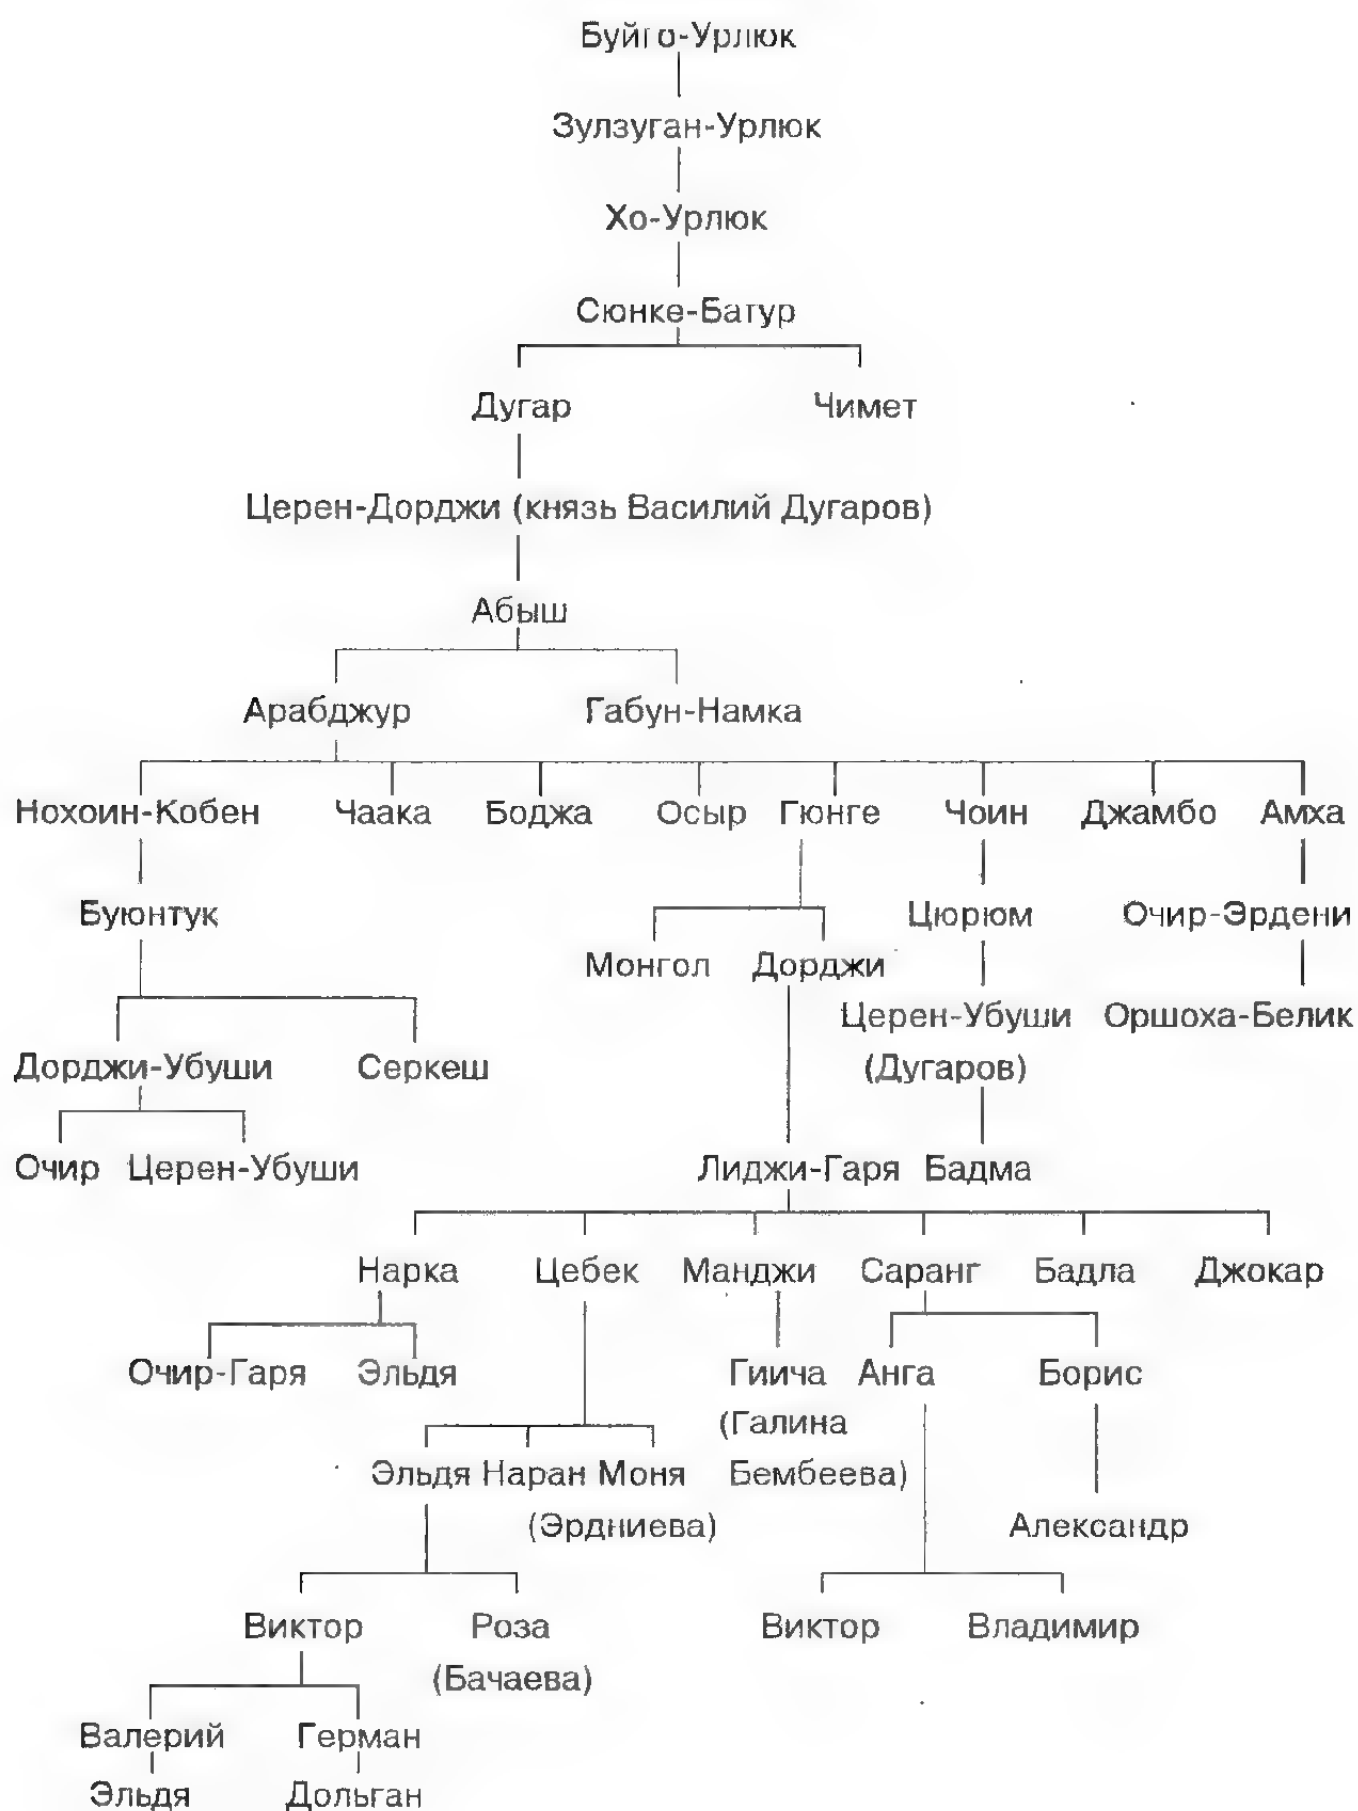 Буйго-Урлюк
Зулзуган-Урлюк
Хо-Урлюк
Сюнке-Батур
Дугар Чимет
Церен-Дорджи (князь Василий Дугаров)
Абыш
Арабджур Габун-Намка
Нохоин-Кобен Чаака Боджа Осыр Гюнге Чоин Джамбо Амха
Буюнтук Цюрюм Очир-Эрдени
Монгол Дорджи
Церен-Убуши Оршоха-Белик
Дорджи-Убуши Серкеш (Дугаров)
Очир Церен-Убуши Лиджи-Гаря Бадма
Нарка Цебек Манджи Саранг Бадла Джокар
Очир-Гаря Эльдя Гиича Анга Борис
(Галина
Эльдя Наран Моня Бембеева)
(Эрдниева) Александр
Виктор Роза Виктор Владимир
(Бачаева)
Валерий Герман
Эльдя Дольган